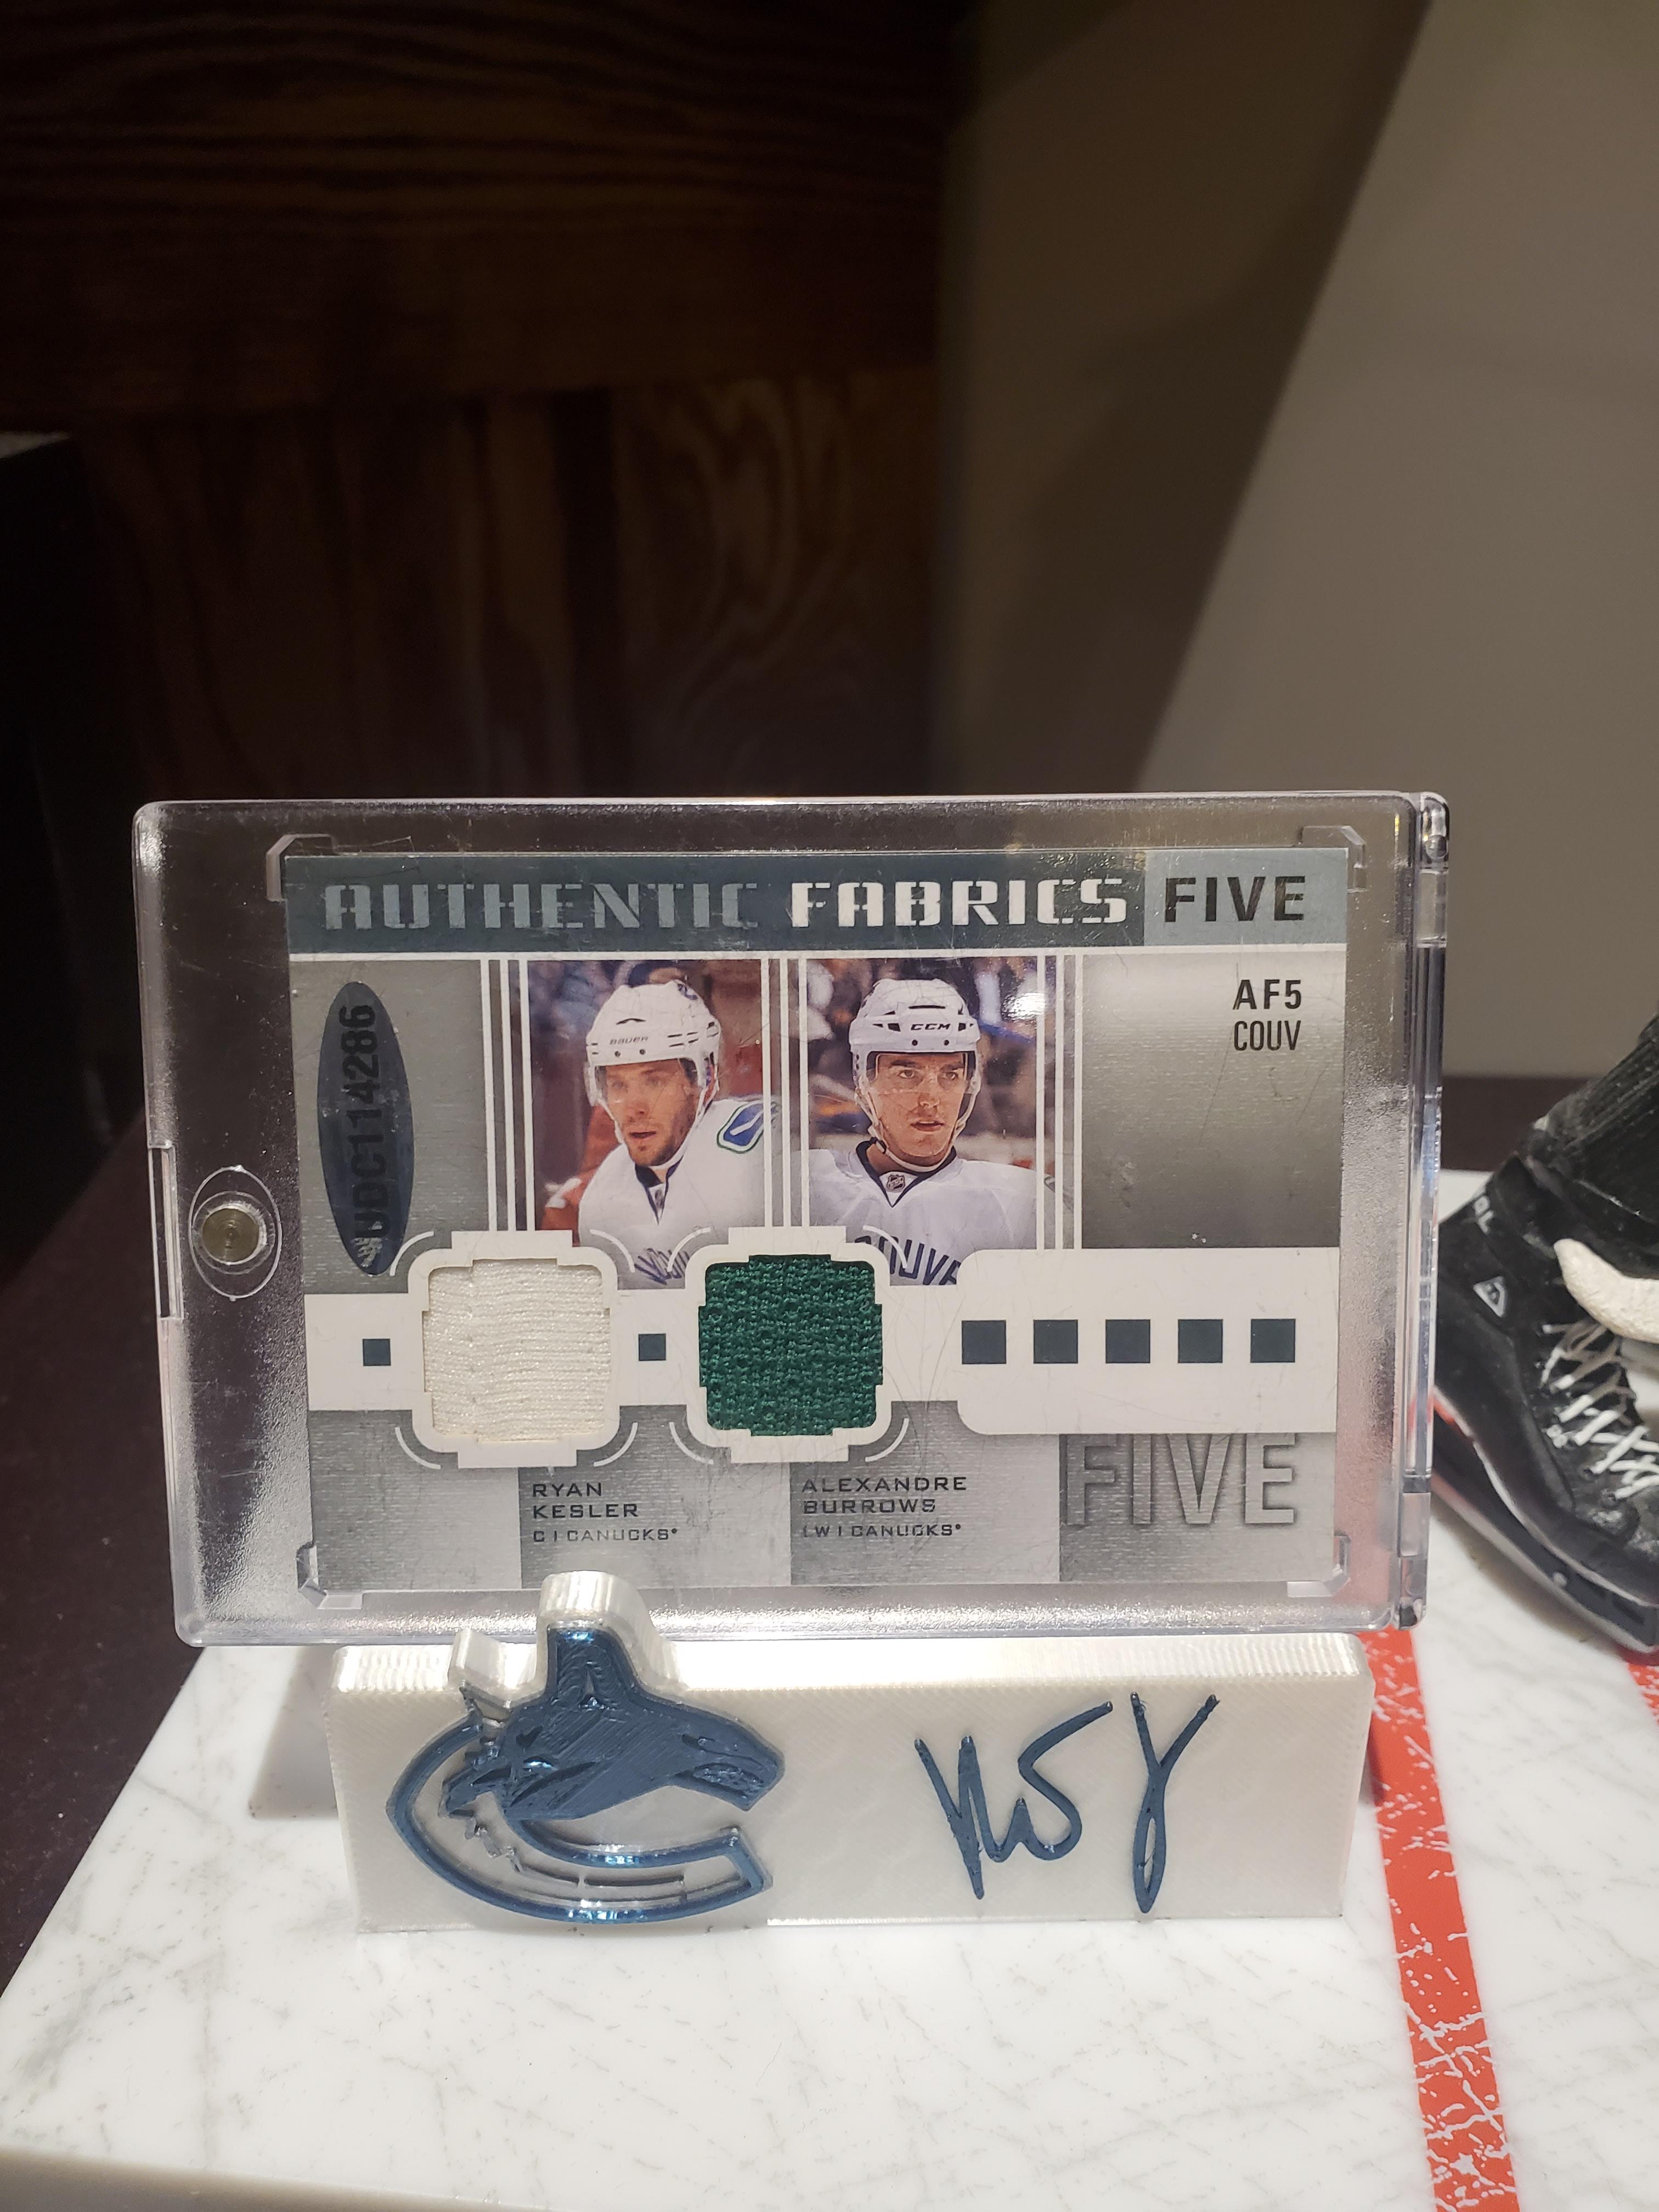 AUTHENTIC FABRICS FIVE
AF5
COUV
UDC114286
BAUER
CCM
RYAN
KESLER
C | CANUCKS
ALEXANDRE
BURROWS
LW | CANUCKS
FIVE